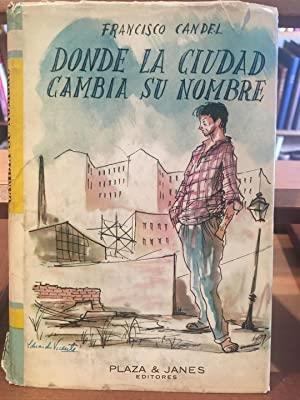 FRANCISCO CANDEL
DONDE LA CIUDAD
CAMBIA SU NOMBRE
PLAZA & JANES
EDITORES